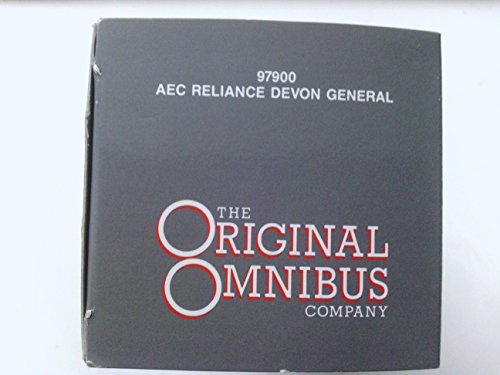 97900
AEC RELIANCE DEVON GENERAL
THE
ORIGINAL
OMNIBUS
COMPANY